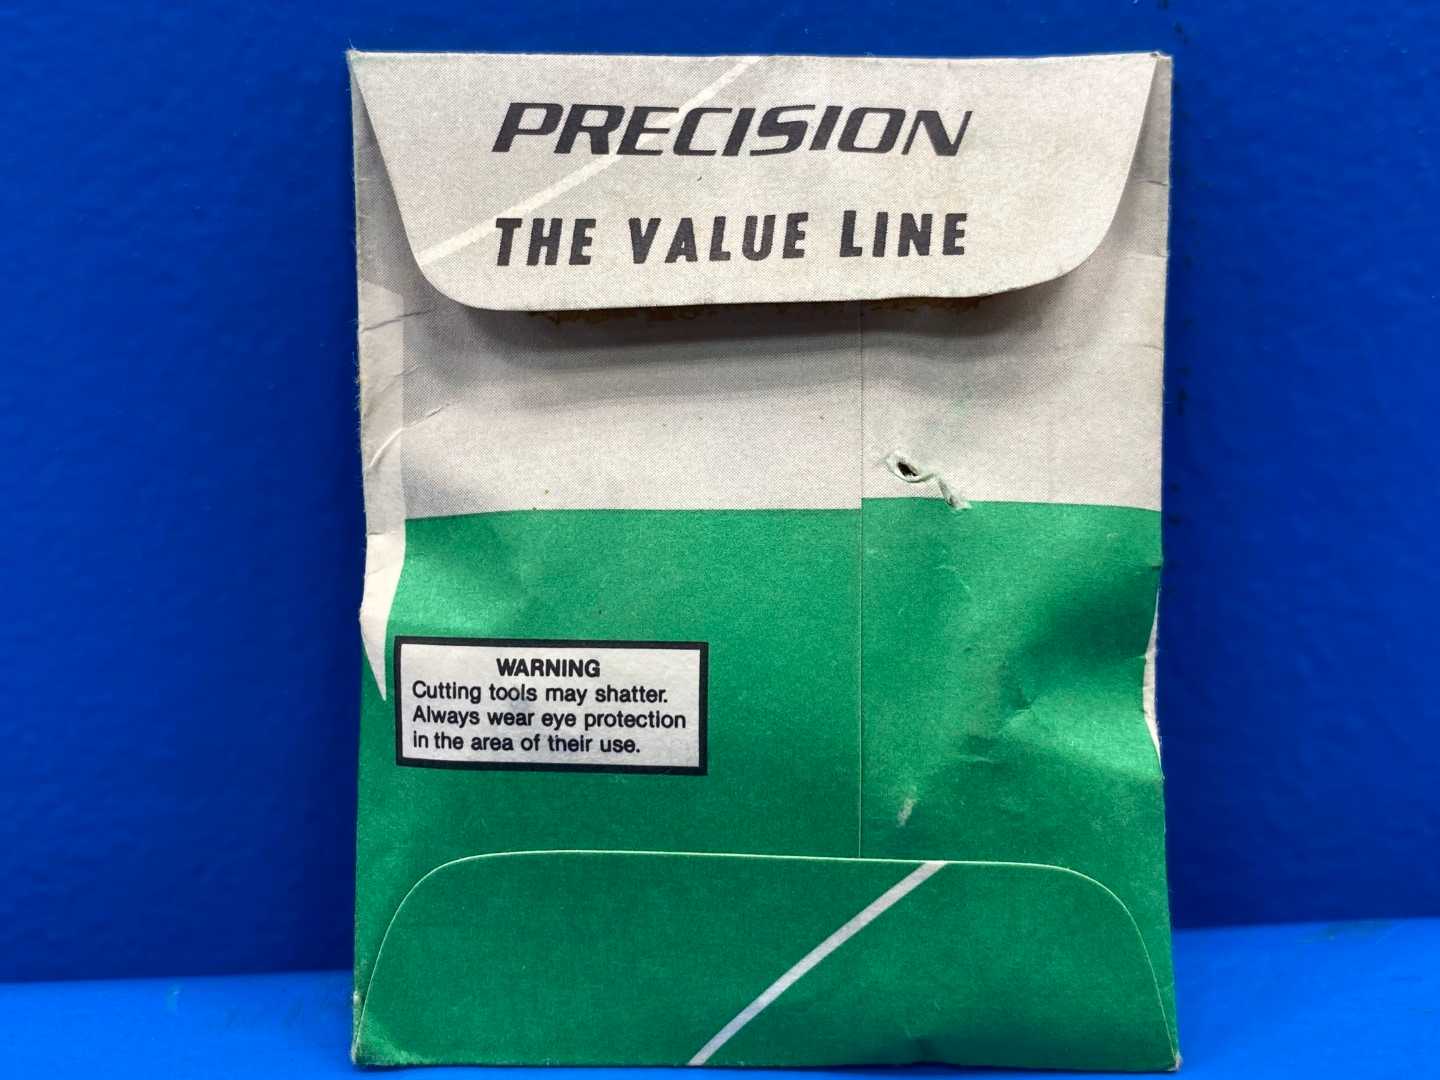 PRECISION
THE VALUE LINE
WARNING
Cutting tools may shatter.
Always wear eye protection
in the area of their use.